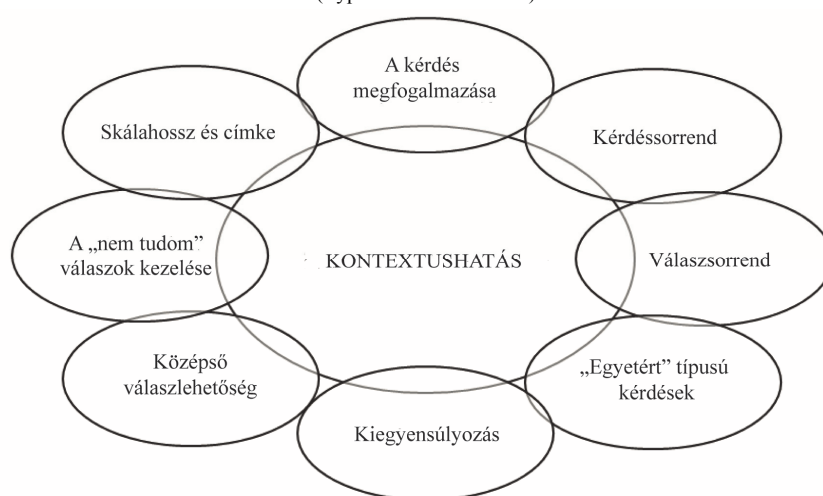 A kérdés
megfogalmazása
Skálahossz és címke
Kérdéssorrend
A „nem tudom”
válaszok kezelése
KONTEXTUSHATÁS
Válaszsorrend
Középső
válaszlehetőség
„Egyetért” típusú
kérdések
Kiegyensúlyozás